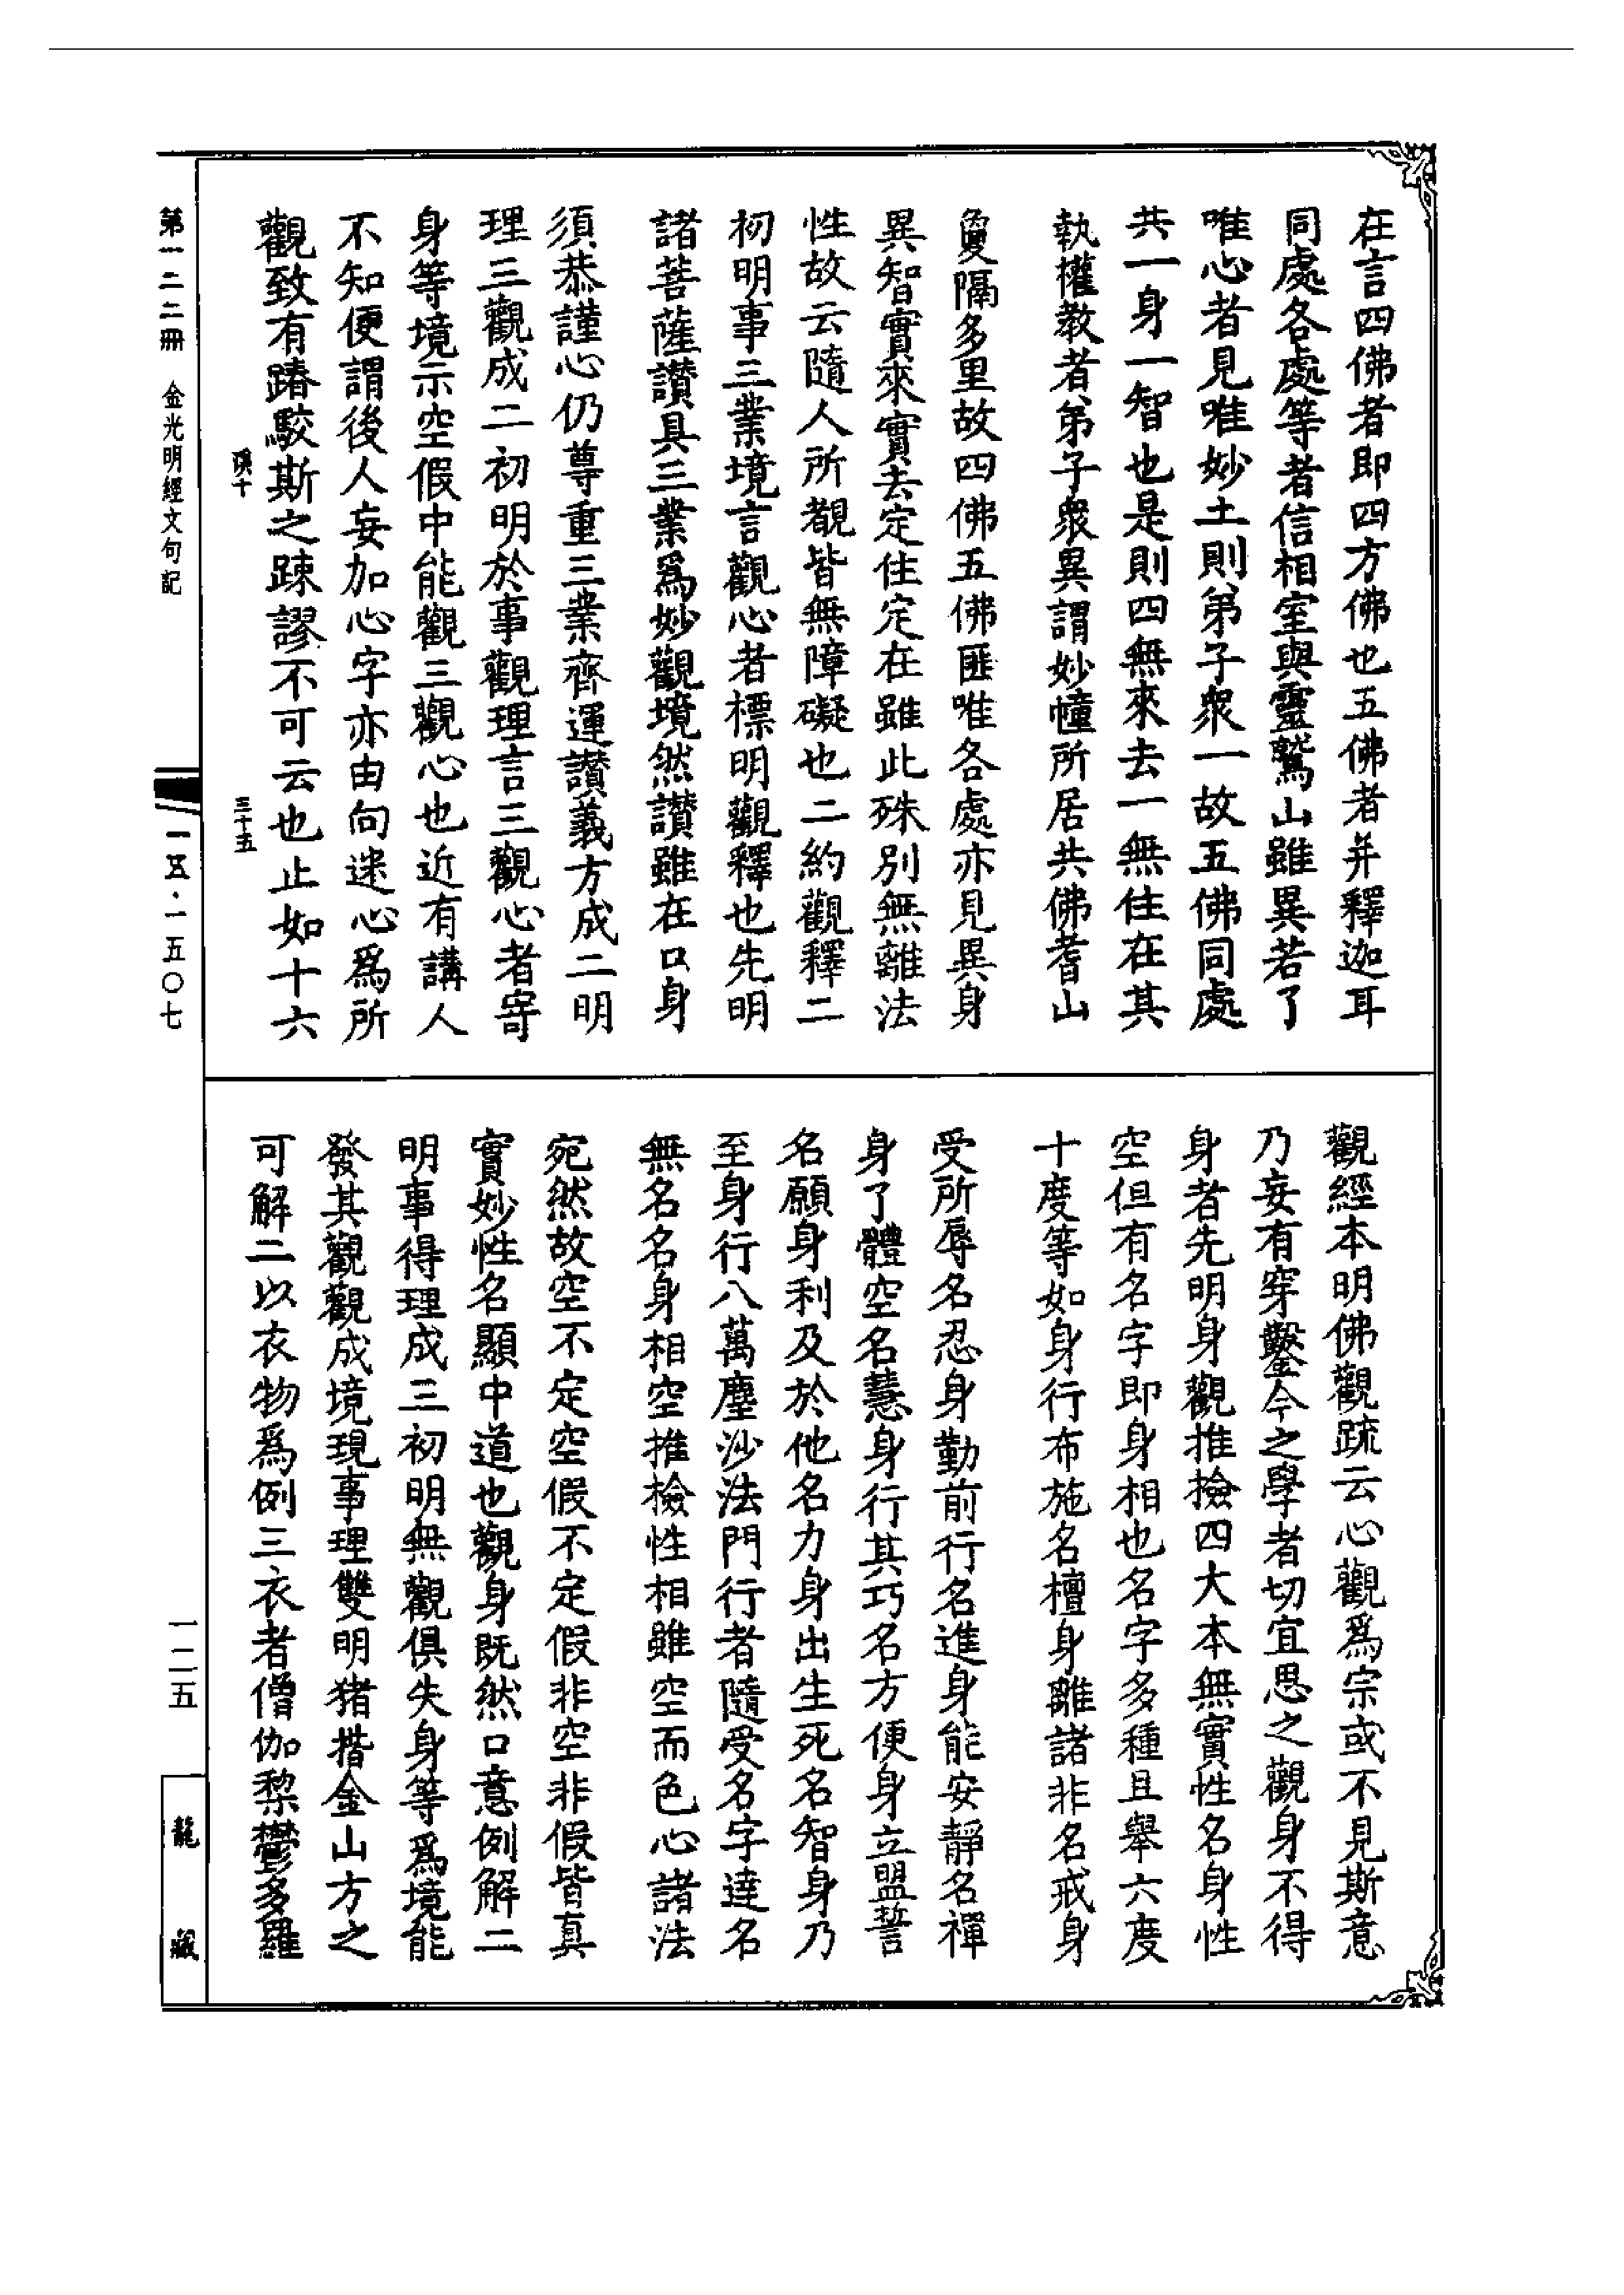 在言四佛者即四方佛也五佛者并釋迦耳
同處各處等者信相室與靈鷲山雖異若了
唯心者見唯妙土則弟子衆一故五佛同處
共一身一智也是則四無來去一無住在其
執權教者弟子衆異謂妙幢所居共佛耆山
敻隔多里故四佛五佛匪唯各處亦見異身
異智實來實去定住定在雖此殊別無離法
性故云隨人所覩皆無障礙也二約觀釋二
初明事三業境言觀心者標明觀釋也先明
諸菩薩讚具三業爲妙觀境然讚雖在口身
須恭謹心仍尊重三業齊運讚義方成二明
理三觀成二初明於事觀理言三觀心者寄
身等境示空假中能觀三觀心也近有講人
不知便謂後人妄加心字亦由向迷心爲所
觀致有踳駮斯之踈謬不可云也止如十六
觀經本明佛觀疏云心觀爲宗或不見斯意
乃妄有穿鑿今之學者切宜思之觀身不得
身者先明身觀推撿四大本無實性名身性
空但有名字即身相也名字多種且舉六度
十度等如身行布施名檀身離諸非名戒身
受所辱名忍身勤前行名進身能安靜名禪
身了體空名慧身行其巧名方便身立盟誓
名願身利及於他名力身出生死名智身乃
至身行八萬塵沙法門行者隨受名字達名
無名名身相空推檢性相雖空而色心諸法
宛然故空不定空假不定假非空非假皆真
實妙性名顯中道也觀身既然口意例解二
明事得理成三初明無觀俱失身等爲境能
發其觀觀成境現事理雙明猪揩金山方之
可解二以衣物爲例三衣者僧伽黎鬱多羅
第一二二冊 金光明經文句記
三十五
一五·一五〇七
一二五
龍藏